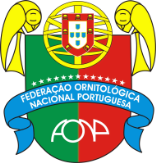 FEDERAÇÃO ORNITOLÓGICA
NACIONAL PORTUGUESA
FONP